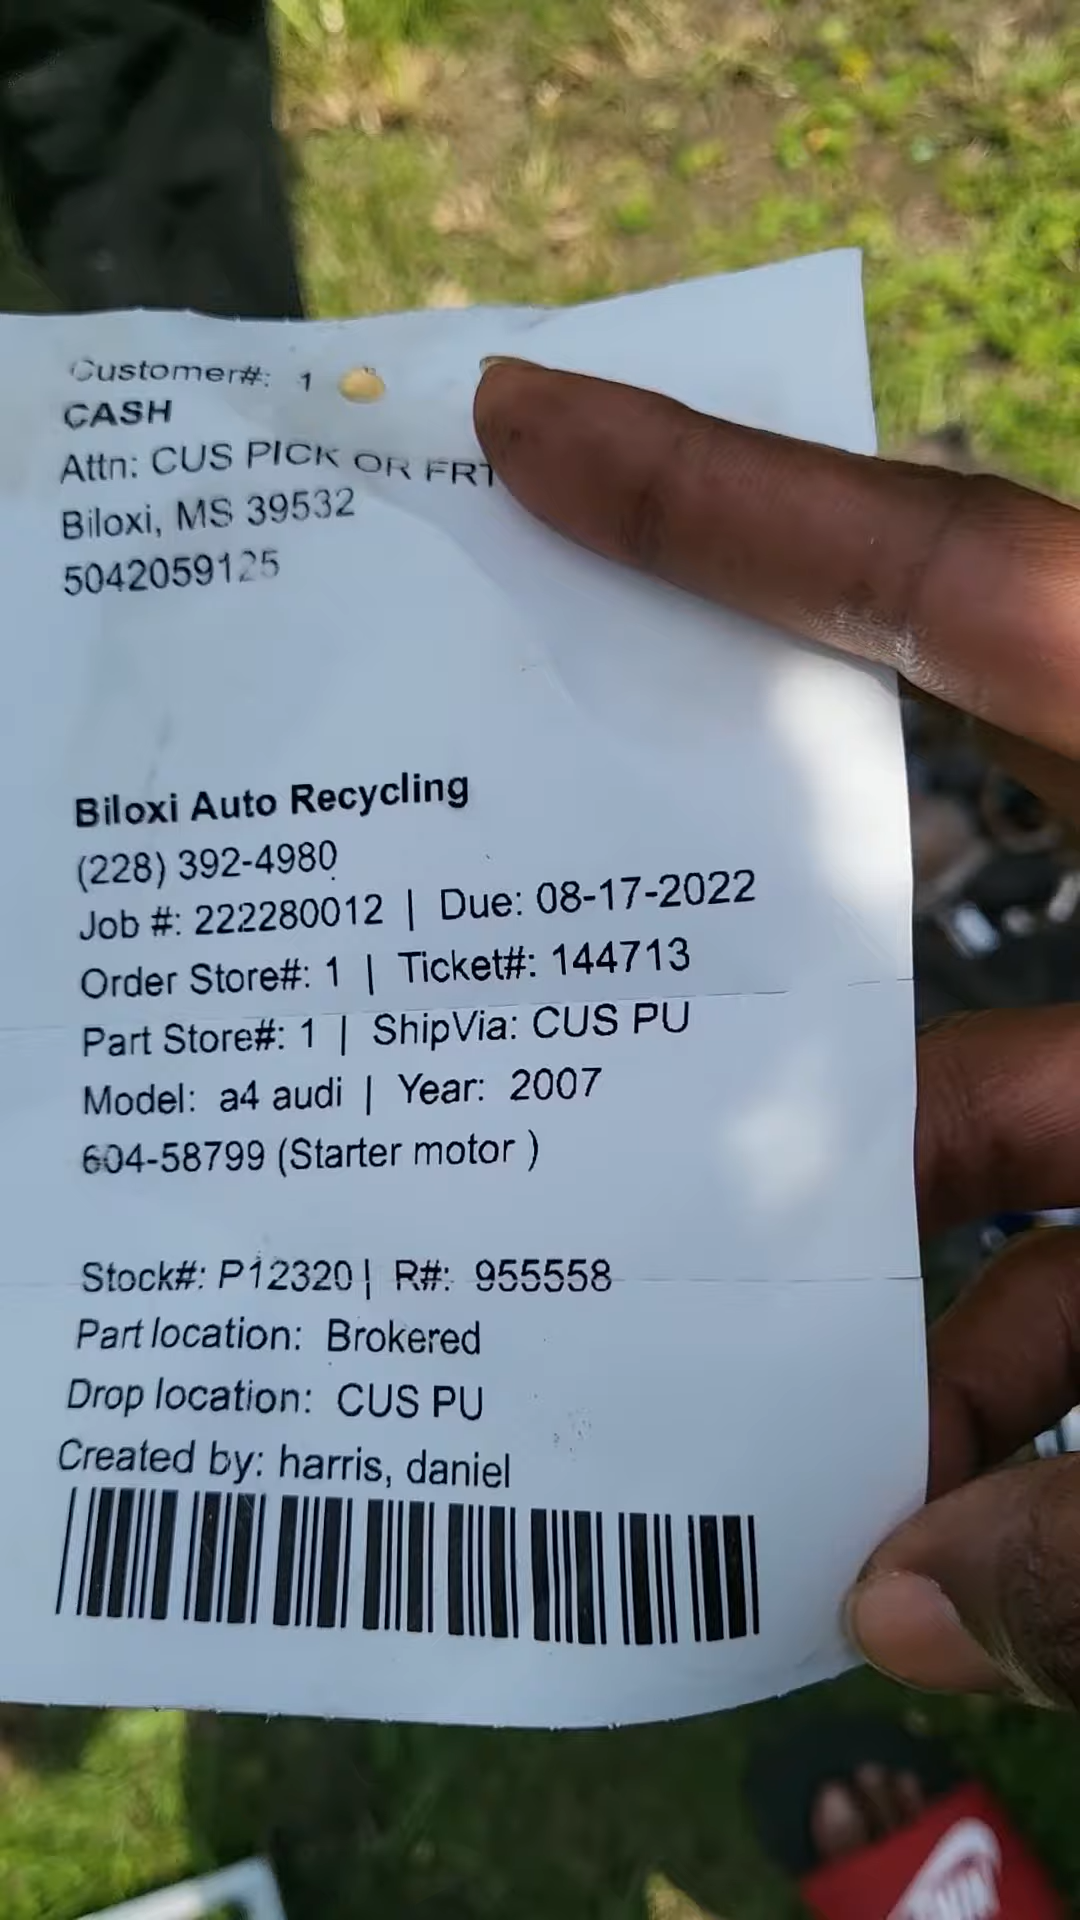 Customer#: 1
CASH
Attn: CUS PICK OR FRT
Biloxi, MS 39532
5042059125
Biloxi Auto Recycling
(228) 392-4980
Job #: 222280012 | Due: 08-17-2022
Order Store#: 1 | Ticket#: 144713
Part Store#: 1 | ShipVia: CUS PU
Model: a4 audi | Year: 2007
604-58799 (Starter motor )
Stock#: P12320| R#: 955558
Part location: Brokered
Drop location: CUS PU
Created by: harris, daniel